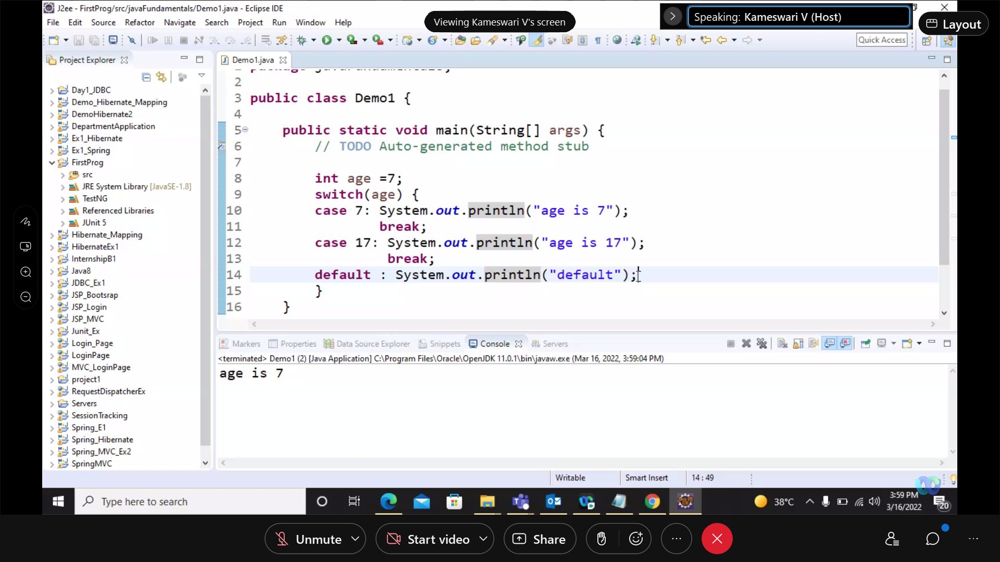 J2ee - FirstProg/src/javaFundamentals/Demo1.java - Eclipse IDE
Viewing Kameswari V's screen
Speaking: Kameswari V (Host)
Layout
File Edit Source Refactor Navigate Search Project Run Window Help
Quick Access
Project Explorer
Day1_JDBC
Demo_Hibernate_Mapping
DemoHibernate2
DepartmentApplication
Ex1_Hibernate
Ex1_Spring
FirstProg
src
JRE System Library [JavaSE-1.8]
TestNG
Referenced Libraries
JUnit 5
Hibernate_Mapping
HibernateEx1
InternshipB1
Java8
JDBC_Ex1
JSP_Bootsrap
JSP_Login
JSP_MVC
Junit_Ex
Login_Page
LoginPage
MVC_LoginPage
project1
RequestDispatcherEx
Servers
SessionTracking
Spring_E1
Spring_Hibernate
Spring_MVC_Ex2
SpringMVC
Demo1.java
2
3 public class Demo1 {
4
5 public static void main(String[] args) {
6 // TODO Auto-generated method stub
7
8 int age =7;
9 switch(age) {
10 case 7: System.out.println("age is 7");
11 break;
12 case 17: System.out.println("age is 17");
13 break;
14 default : System.out.println("default");
15 }
16 }
Markers Properties Data Source Explorer Snippets Console Servers
<terminated> Demo1 (2) [Java Application] C:\Program Files\Oracle\OpenJDK 11.0.1\bin\javaw.exe (Mar 16, 2022, 3:59:04 PM)
age is 7
Writable Smart Insert 14 : 49
Type here to search
38°C
3:59 PM
3/16/2022
20
Unmute Start video Share